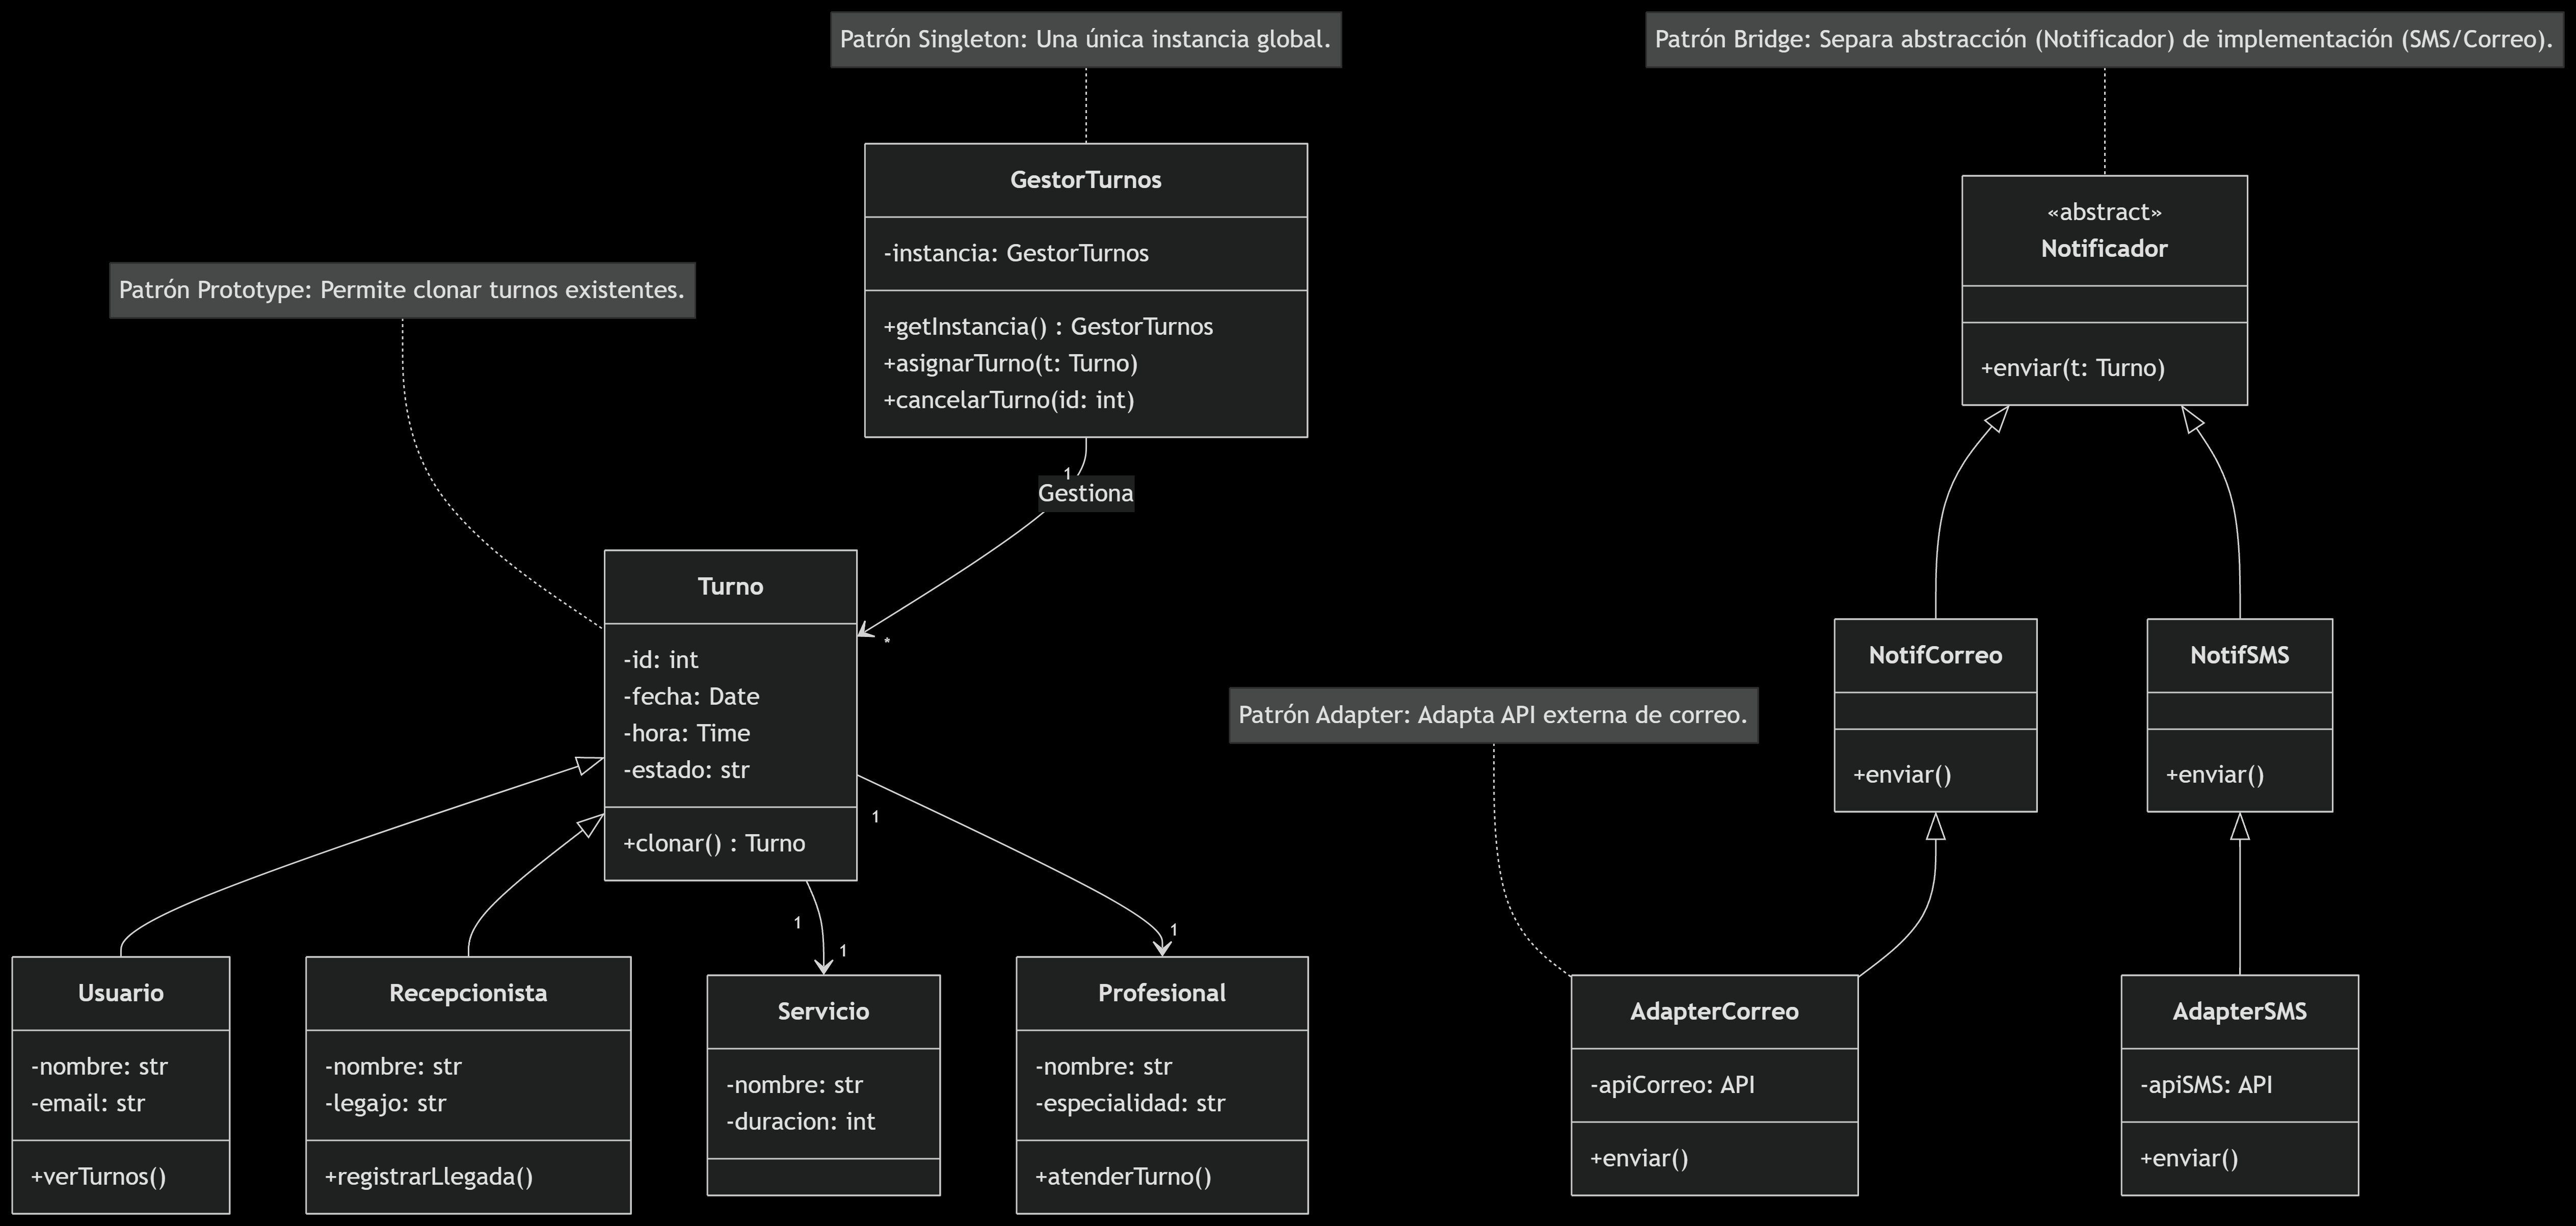 Patrón Singleton: Una única instancia global.
Patrón Bridge: Separa abstracción (Notificador) de implementación (SMS/Correo).
Patrón Prototype: Permite clonar turnos existentes.
GestorTurnos
-instancia: GestorTurnos
+getInstancia() : GestorTurnos
+asignarTurno(t: Turno)
+cancelarTurno(id: int)
«abstract»
Notificador
+enviar(t: Turno)
1
Gestiona
*
Turno
-id: int
-fecha: Date
-hora: Time
-estado: str
+clonar() : Turno
Patrón Adapter: Adapta API externa de correo.
NotifCorreo
+enviar()
NotifSMS
+enviar()
1
1
1
1
Usuario
-nombre: str
-email: str
+verTurnos()
Recepcionista
-nombre: str
-legajo: str
+registrarLlegada()
Servicio
-nombre: str
-duracion: int
Profesional
-nombre: str
-especialidad: str
+atenderTurno()
AdapterCorreo
-apiCorreo: API
+enviar()
AdapterSMS
-apiSMS: API
+enviar()